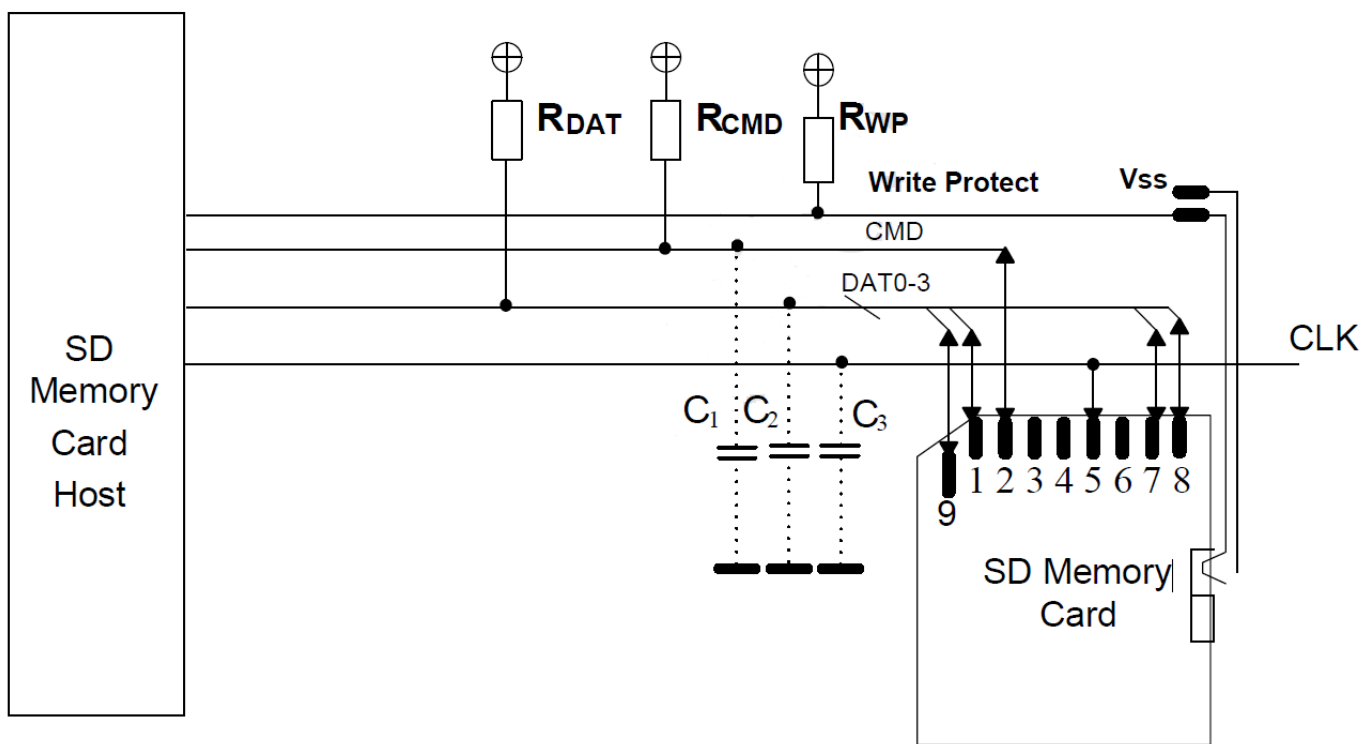 RDAT
RCMD
RWP
Write Protect
Vss
CMD
DAT0-3
CLK
SD
Memory
Card
Host
C1
C2
C3
1 2 3 4 5 6 7 8
9
SD Memory
Card